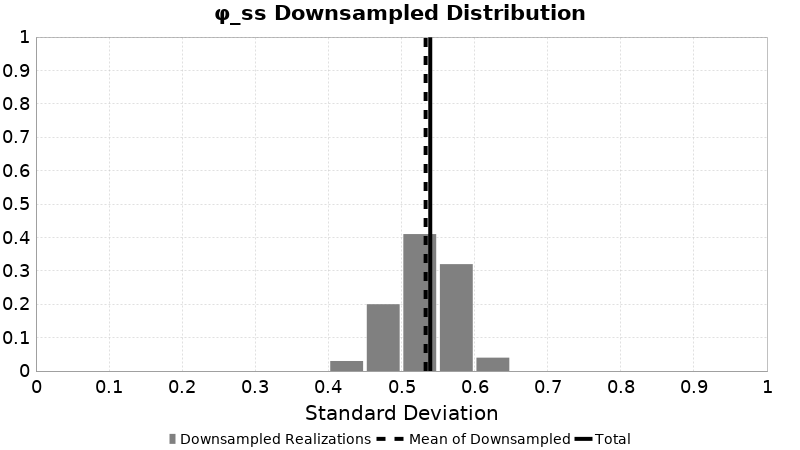 φ_ss Downsampled Distribution
1
0.9
0.8
0.7
0.6
0.5
0.4
0.3
0.2
0.1
0
0 0.1 0.2 0.3 0.4 0.5 0.6 0.7 0.8 0.9 1
Standard Deviation
Downsampled Realizations Mean of Downsampled Total